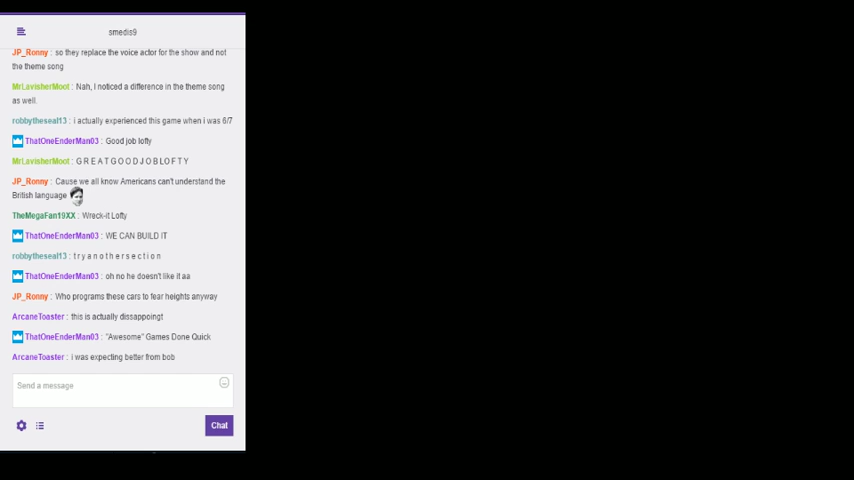 smedis9
JP_Ronny : so they replace the voice actor for the show and not
the theme song
MrLavisherMoot : Nah, I noticed a difference in the theme song
as well.
robbytheseal13 : i actually experienced this game when i was 6/7
ThatOneEnderMan03 : Good job lofty
MrLavisherMoot : G R E A T G O O D J O B L O F T Y
JP_Ronny : Cause we all know Americans can't understand the
British language
TheMegaFan19XX : Wreck-it Lofty
ThatOneEnderMan03 : WE CAN BUILD IT
robbytheseal13 : t r y a n o t h e r s e c t i o n
ThatOneEnderMan03 : oh no he doesn't like it aa
JP_Ronny : Who programs these cars to fear heights anyway
ArcaneToaster : this is actually dissappoingt
ThatOneEnderMan03 : "Awesome" Games Done Quick
ArcaneToaster : i was expecting better from bob
Send a message
Chat